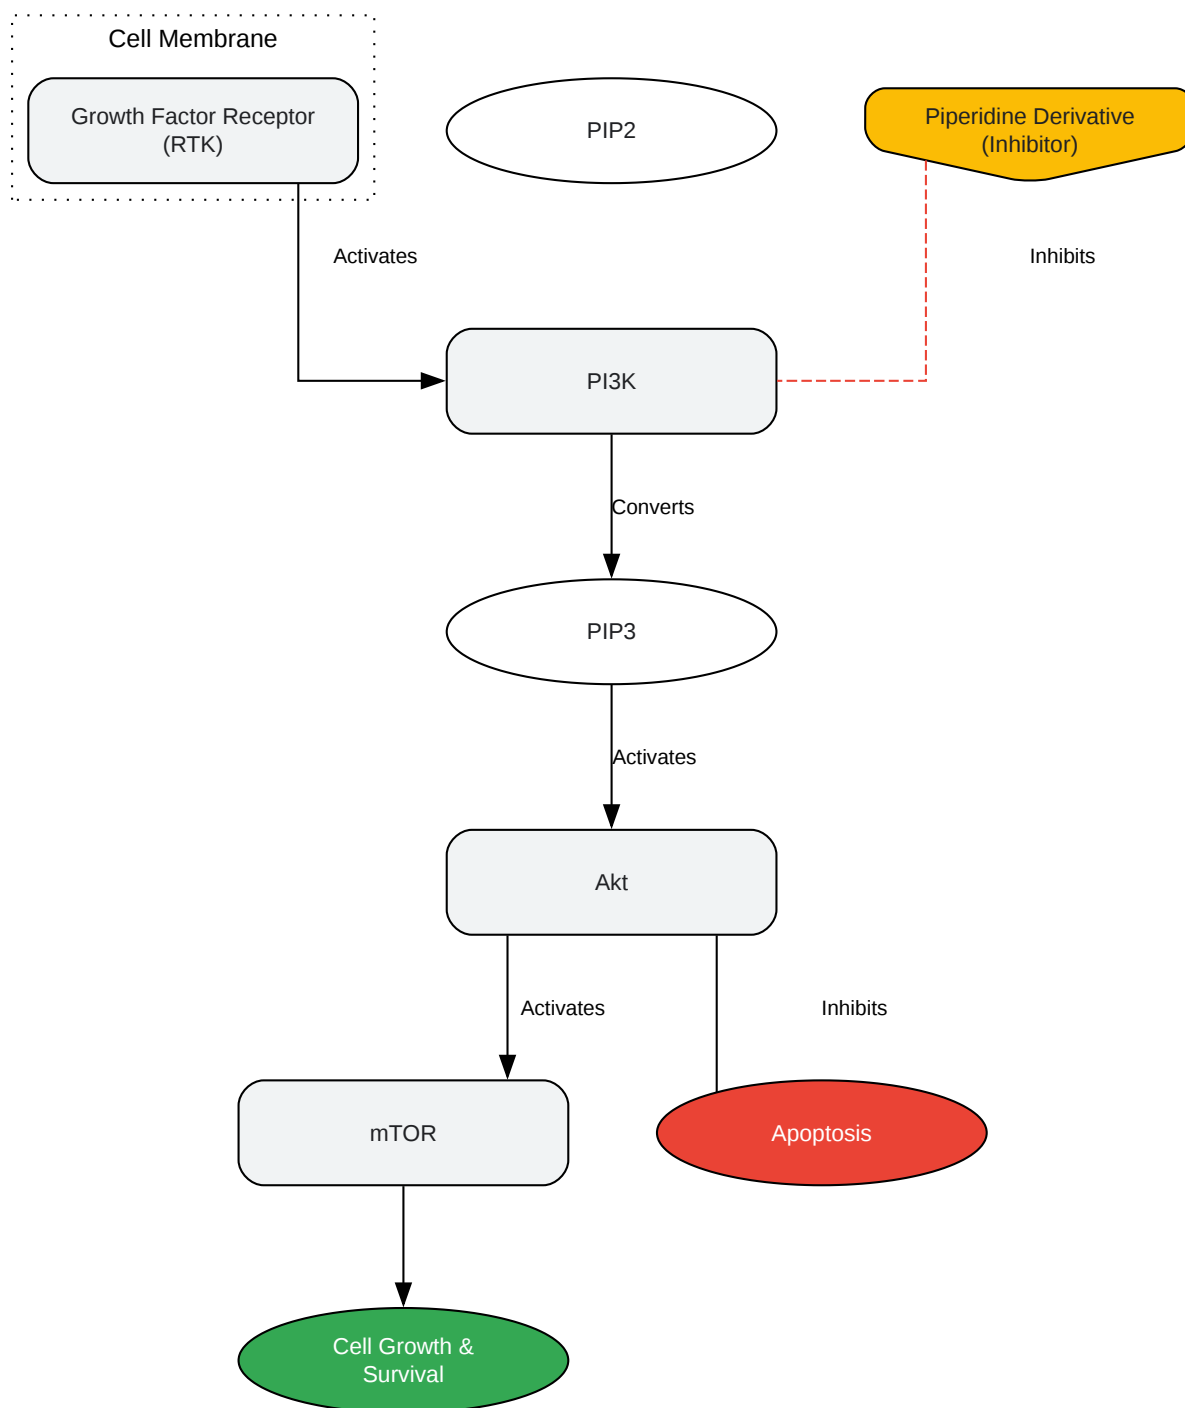 Cell Membrane
Growth Factor Receptor
(RTK)
PIP2
Piperidine Derivative
(Inhibitor)
Activates
Inhibits
PI3K
Converts
PIP3
Activates
Akt
Activates
Inhibits
mTOR
Apoptosis
Cell Growth &
Survival